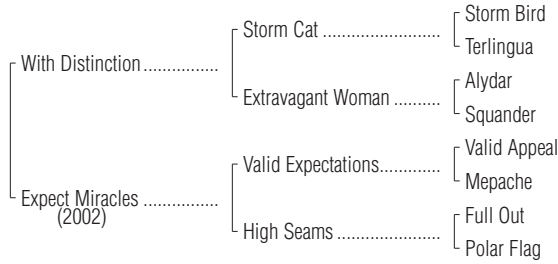 Storm Bird
Storm Cat ......................
Terlingua
With Distinction ...............
Alydar
Extravagant Woman .........
Squander
Valid Appeal
Valid Expectations ............
Mepache
Expect Miracles ...............
(2002)
Full Out
High Seams ....................
Polar Flag